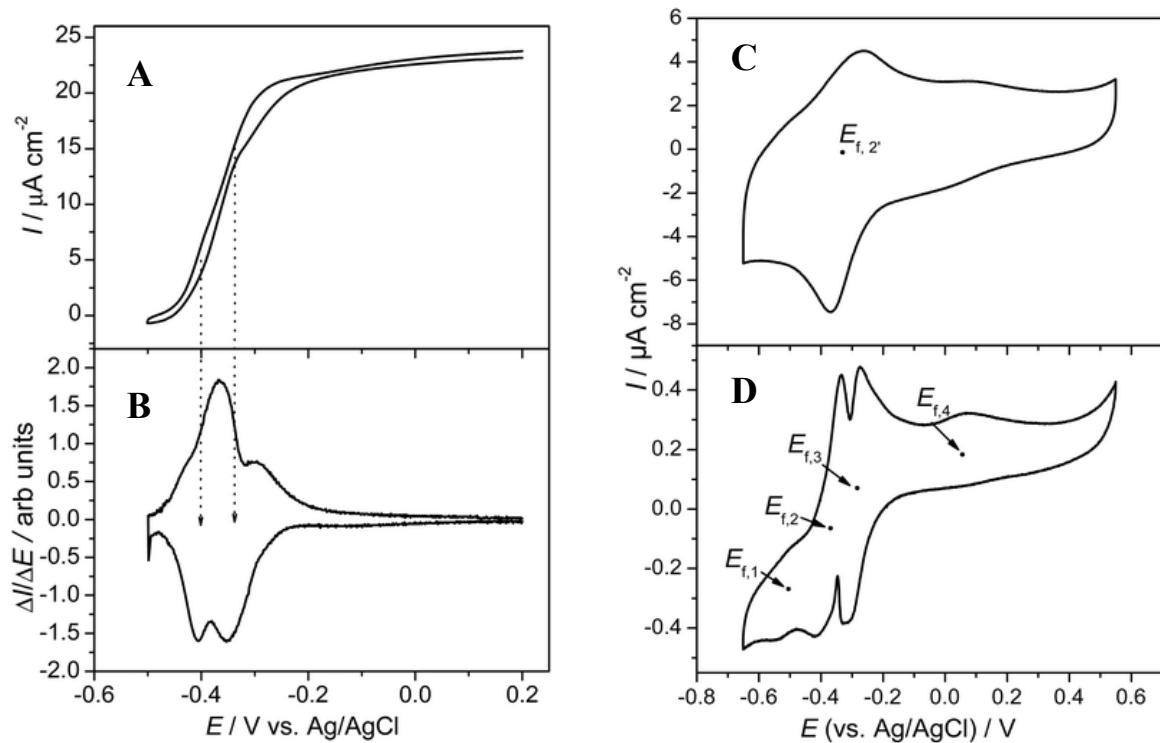 A
25
20
15
10
5
0
I / μA cm⁻²
B
2.0
1.5
1.0
0.5
0.0
-0.5
-1.0
-1.5
-2.0
ΔI/ΔE / arb units
-0.6 -0.4 -0.2 0.0 0.2
E / V vs. Ag/AgCl
C
6
4
2
0
-2
-4
-6
-8
E_f, 2'
I / μA cm⁻²
D
0.4
0.2
0.0
-0.2
-0.4
E_f,4
E_f,3
E_f,2
E_f,1
-0.8 -0.6 -0.4 -0.2 0.0 0.2 0.4 0.6
E (vs. Ag/AgCl) / V